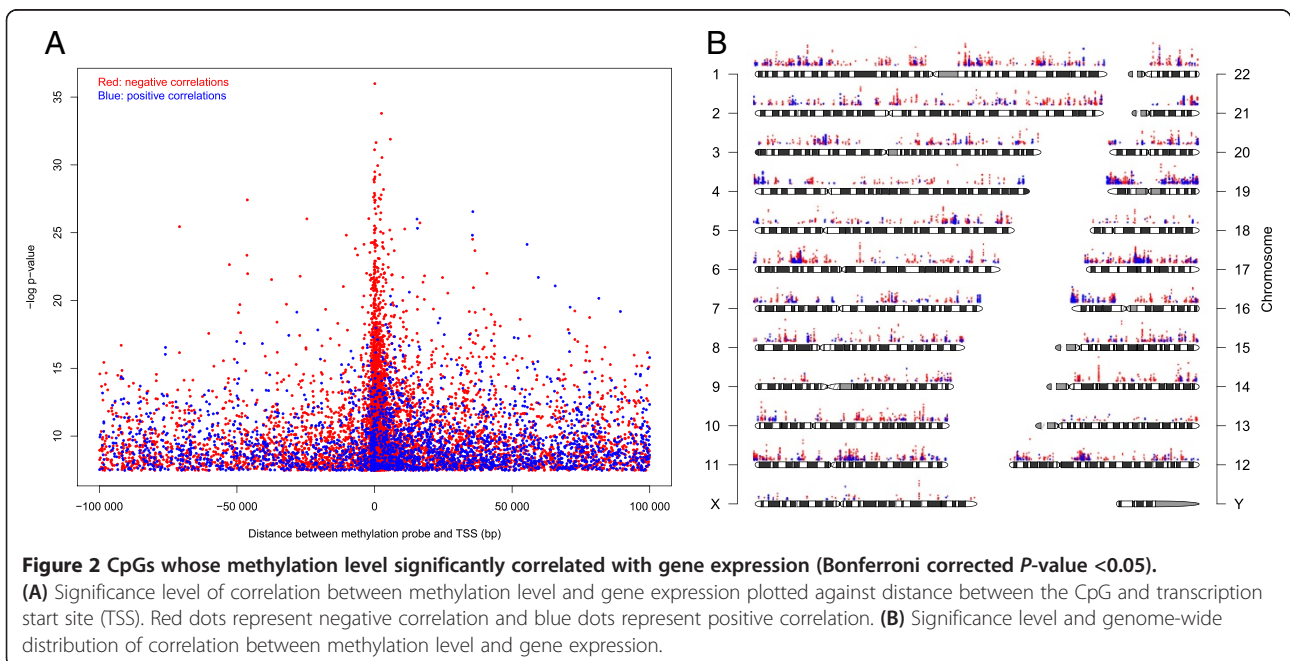 A
Red: negative correlations
Blue: positive correlations
35
30
25
20
15
10
−log p−value
−100 000 −50 000 0 50 000 100 000
Distance between methylation probe and TSS (bp)
B
1 22
2 21
3 20
4 19
5 18
6 17
7 16
8 15
9 14
10 13
11 12
X Y
Chromosome
Figure 2 CpGs whose methylation level significantly correlated with gene expression (Bonferroni corrected P-value <0.05).
(A) Significance level of correlation between methylation level and gene expression plotted against distance between the CpG and transcription
start site (TSS). Red dots represent negative correlation and blue dots represent positive correlation. (B) Significance level and genome-wide
distribution of correlation between methylation level and gene expression.